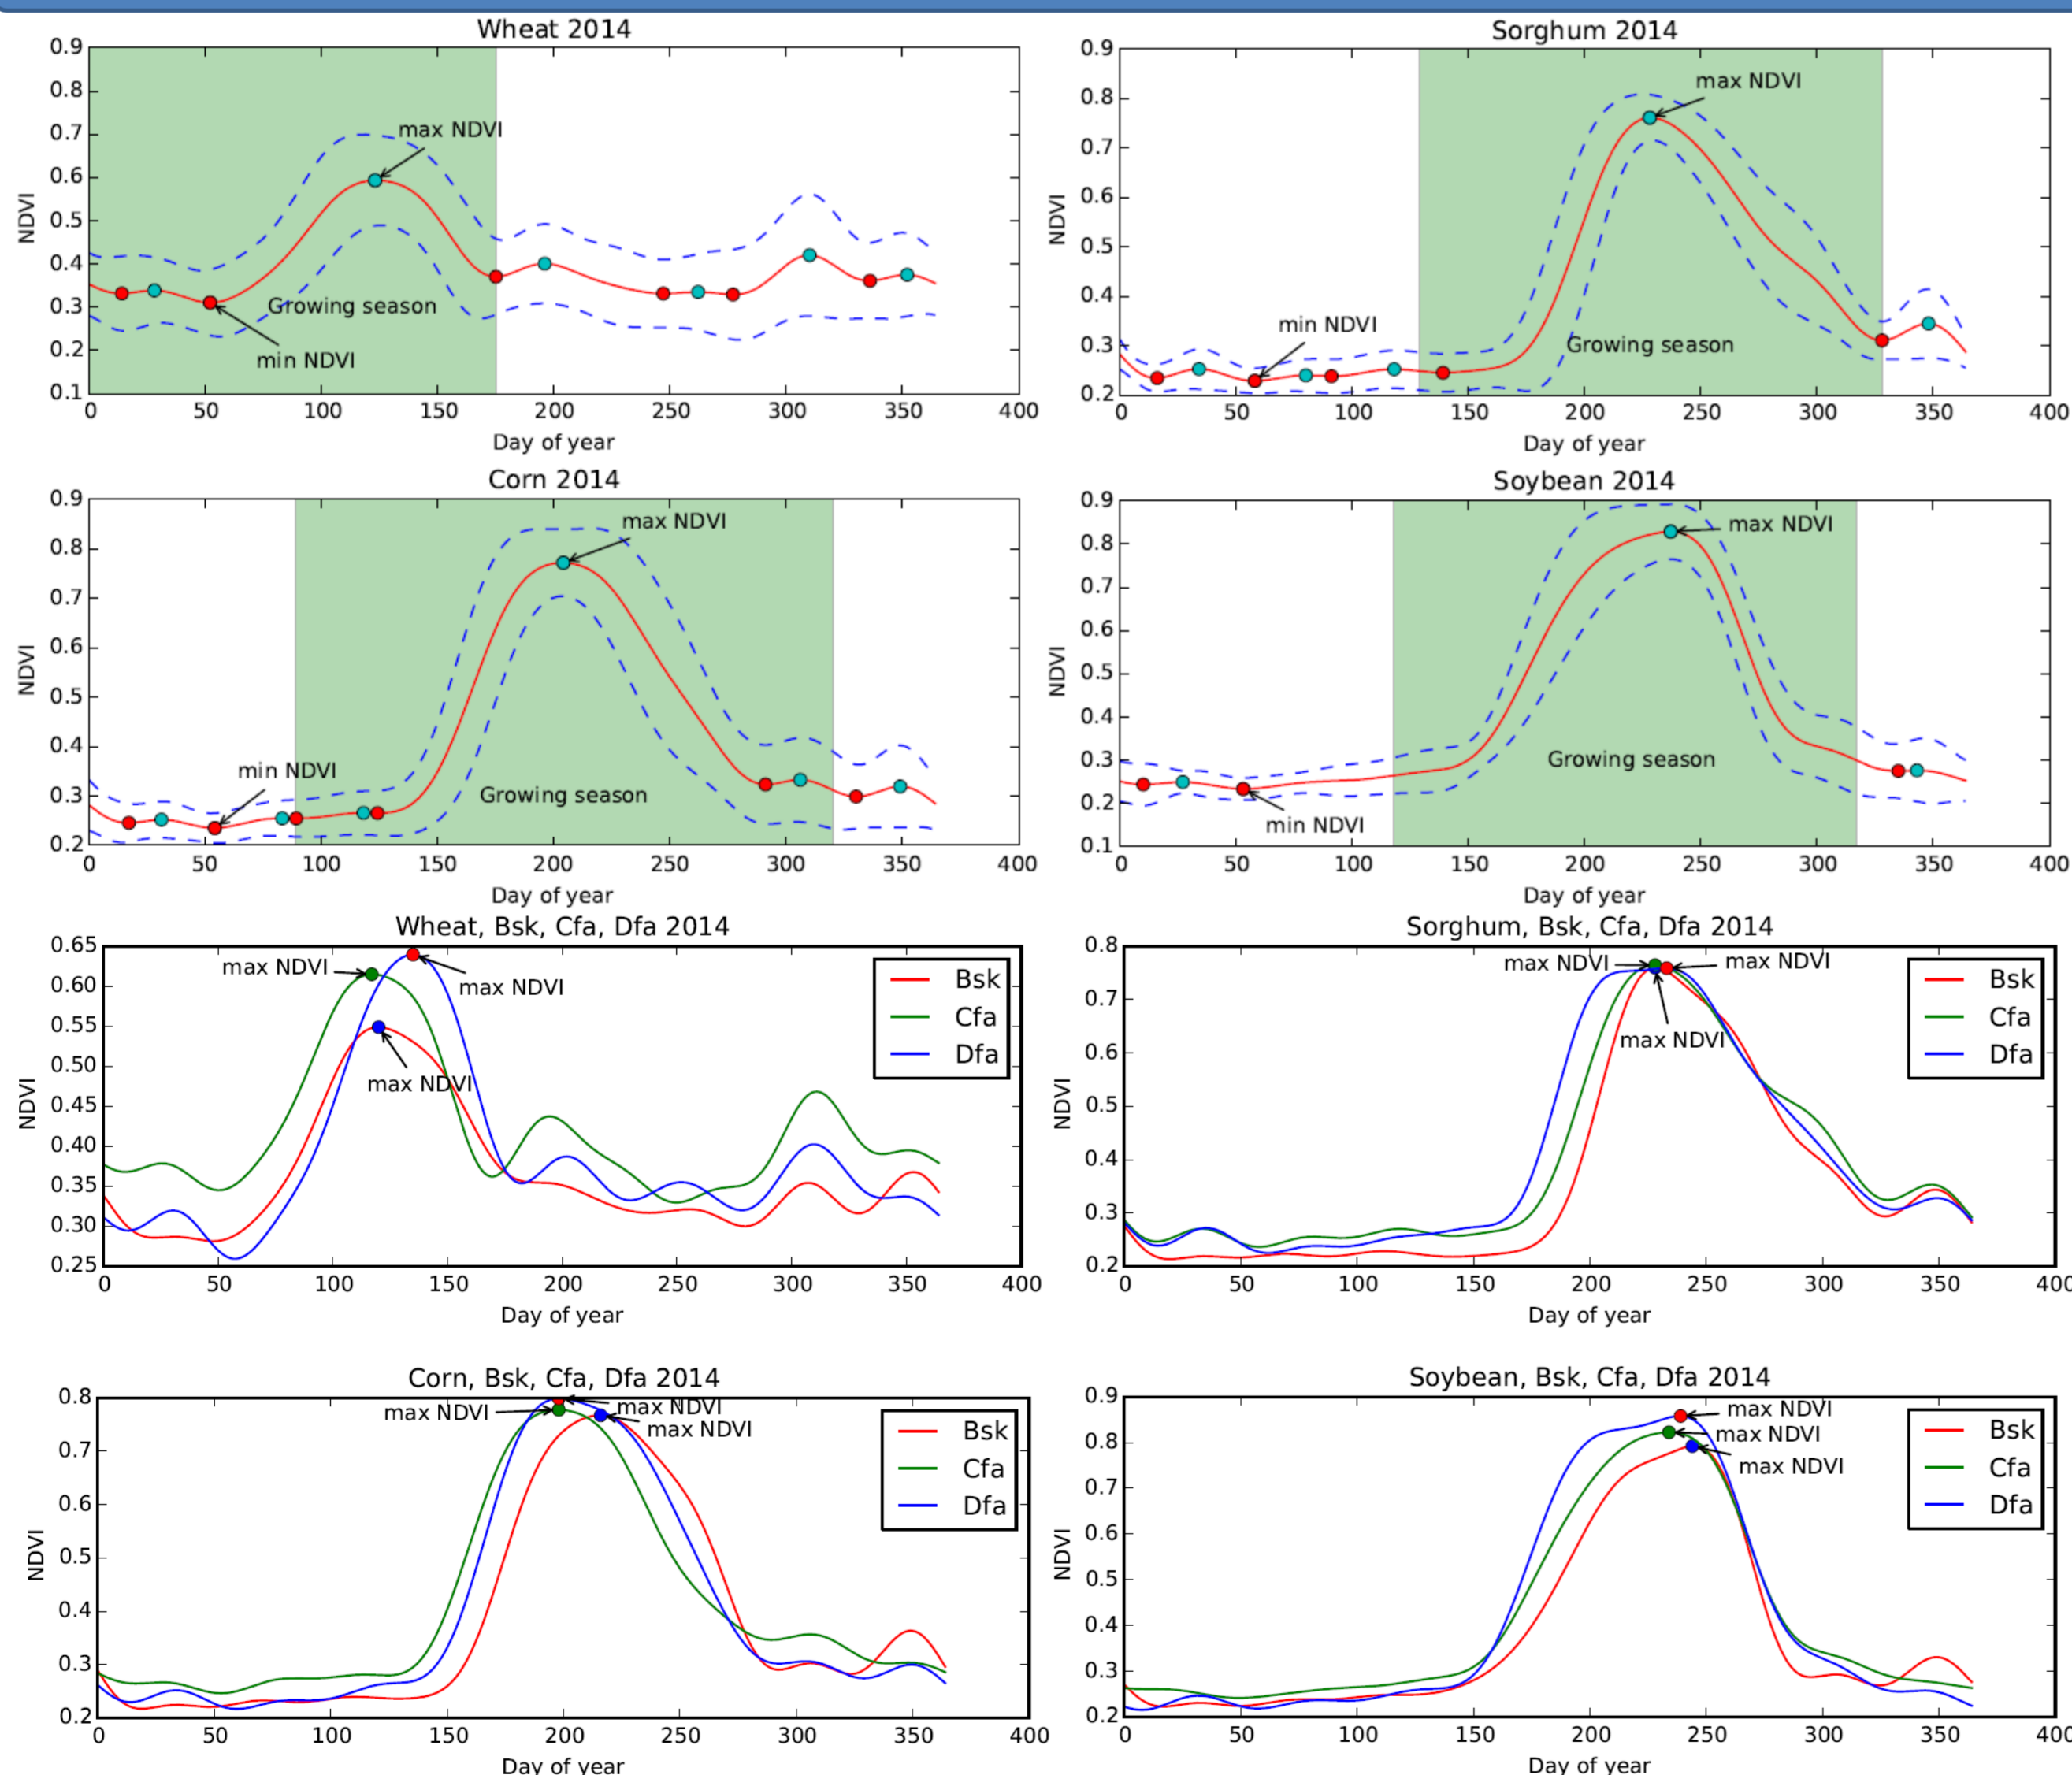 Wheat 2014
0.9
0.8
0.7
0.6
0.5
0.4
0.3
0.2
0.1
NDVI
max NDVI
Growing season
min NDVI
0 50 100 150 200 250 300 350 400
Day of year
Sorghum 2014
0.9
0.8
0.7
0.6
0.5
0.4
0.3
0.2
NDVI
max NDVI
min NDVI
Growing season
0 50 100 150 200 250 300 350 400
Day of year
Corn 2014
0.9
0.8
0.7
0.6
0.5
0.4
0.3
0.2
NDVI
max NDVI
min NDVI
Growing season
0 50 100 150 200 250 300 350 400
Day of year
Soybean 2014
0.9
0.8
0.7
0.6
0.5
0.4
0.3
0.2
0.1
NDVI
max NDVI
Growing season
min NDVI
0 50 100 150 200 250 300 350 400
Day of year
Wheat, Bsk, Cfa, Dfa 2014
0.65
0.60
0.55
0.50
0.45
0.40
0.35
0.30
0.25
NDVI
max NDVI
max NDVI
max NDVI
Bsk
Cfa
Dfa
0 50 100 150 200 250 300 350 400
Day of year
Sorghum, Bsk, Cfa, Dfa 2014
0.8
0.7
0.6
0.5
0.4
0.3
0.2
NDVI
max NDVI
max NDVI
max NDVI
Bsk
Cfa
Dfa
0 50 100 150 200 250 300 350 400
Day of year
Corn, Bsk, Cfa, Dfa 2014
0.8
0.7
0.6
0.5
0.4
0.3
0.2
NDVI
max NDVI
max NDVI
max NDVI
Bsk
Cfa
Dfa
0 50 100 150 200 250 300 350 400
Day of year
Soybean, Bsk, Cfa, Dfa 2014
0.9
0.8
0.7
0.6
0.5
0.4
0.3
0.2
NDVI
max NDVI
max NDVI
max NDVI
Bsk
Cfa
Dfa
0 50 100 150 200 250 300 350 400
Day of year